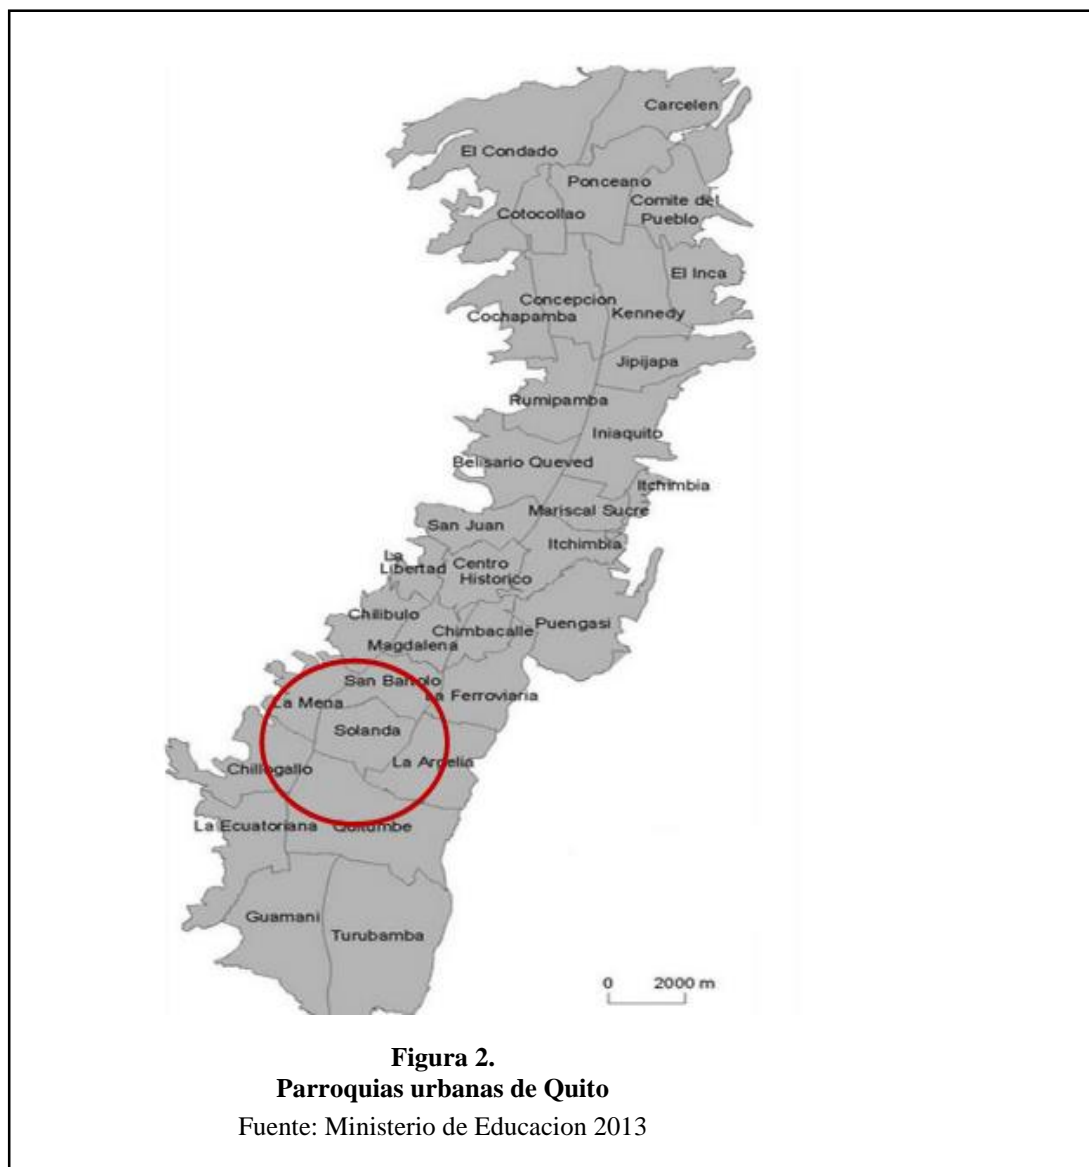 Carcelen
El Condado
Ponceano
Comite del
Pueblo
Cotocollao
El Inca
Concepción
Cochapamba
Kennedy
Jipijapa
Rumipamba
Iniaquito
Belisario Queved
Itchimbia
Mariscal Sucre
San Juan
Itchimbia
La
Libertad
Centro
Historico
Chilibulo
Puengasi
Chimbacalle
Magdalena
San Bartolo
La Ferroviaria
La Mena
Solanda
La Argelia
Chillogallo
La Ecuatoriana
Quitumbe
Guamani
Turubamba
0 2000 m
Figura 2.
Parroquias urbanas de Quito
Fuente: Ministerio de Educacion 2013